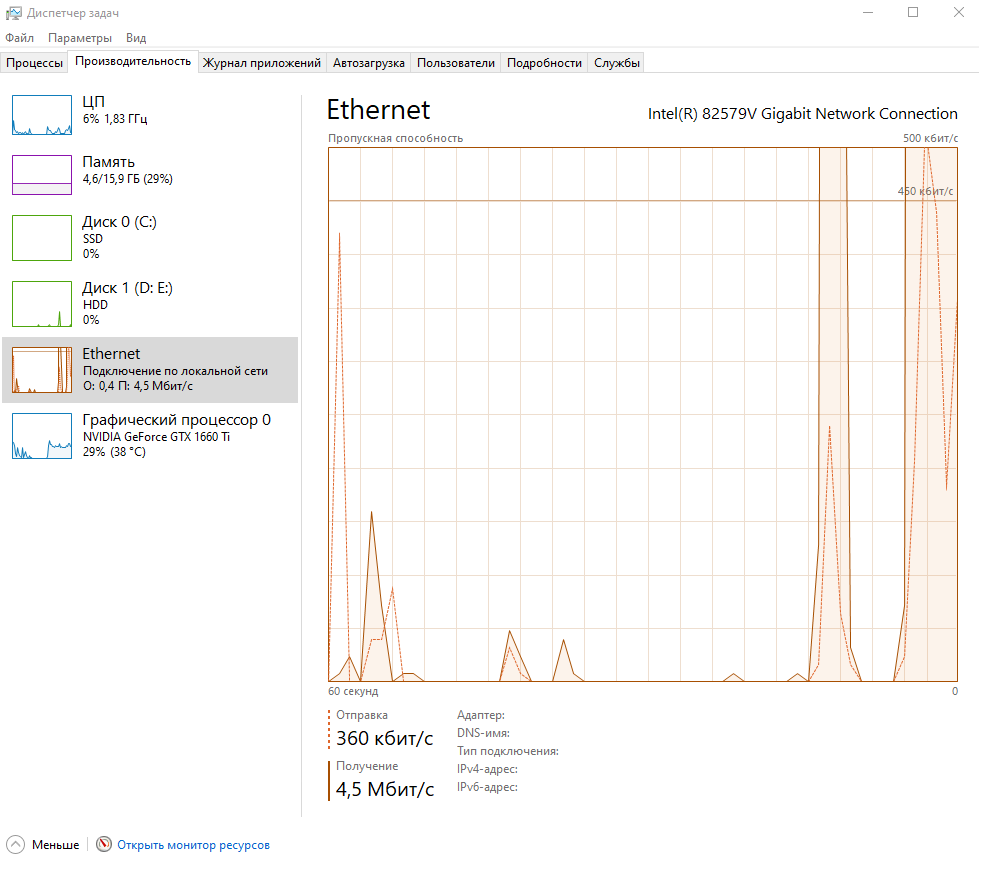 Диспетчер задач
Файл Параметры Вид
Процессы Производительность Журнал приложений Автозагрузка Пользователи Подробности Службы
ЦП
6% 1,83 ГГц
Память
4,6/15,9 ГБ (29%)
Диск 0 (C:)
SSD
0%
Диск 1 (D: E:)
HDD
0%
Ethernet
Подключение по локальной сети
О: 0,4 П: 4,5 Мбит/с
Графический процессор 0
NVIDIA GeForce GTX 1660 Ti
29% (38 °C)
Ethernet
Intel(R) 82579V Gigabit Network Connection
Пропускная способность
500 кбит/с
450 кбит/с
60 секунд
0
Отправка
360 кбит/с
Получение
4,5 Мбит/с
Адаптер:
DNS-имя:
Тип подключения:
IPv4-адрес:
IPv6-адрес:
Меньше
Открыть монитор ресурсов